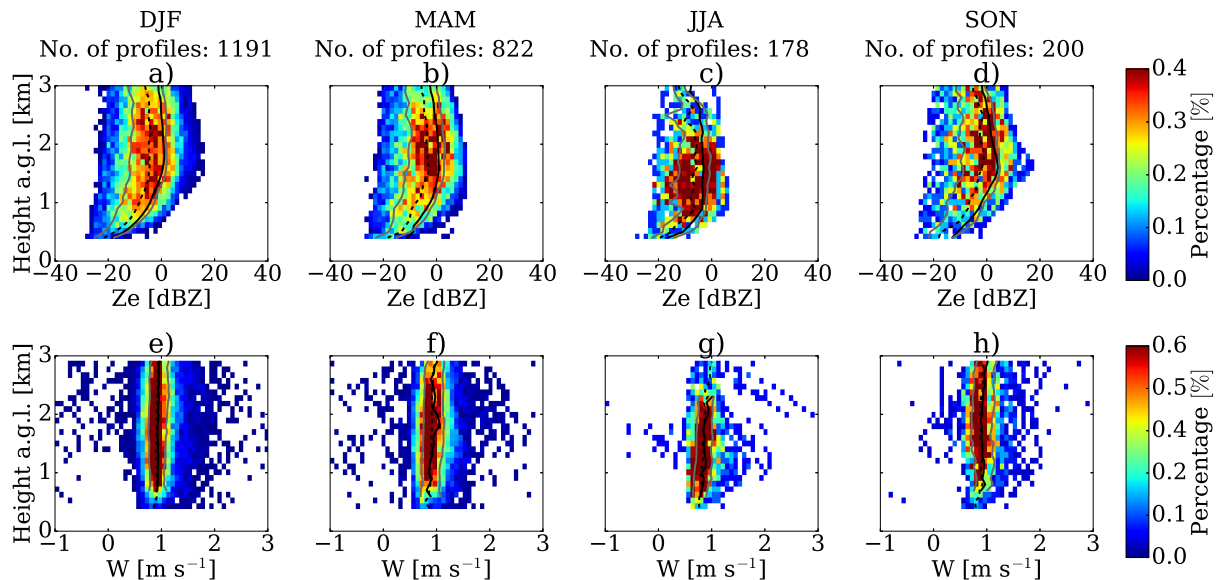 DJF
MAM
JJA
SON
No. of profiles: 1191
No. of profiles: 822
No. of profiles: 178
No. of profiles: 200
a)
b)
c)
d)
Height a.g.l. [km]
3
2
1
0
−40 −20 0 20 40
−40 −20 0 20 40
−40 −20 0 20 40
−40 −20 0 20 40
Ze [dBZ]
Ze [dBZ]
Ze [dBZ]
Ze [dBZ]
0.4
0.3
0.2
0.1
0.0
Percentage [%]
e)
f)
g)
h)
Height a.g.l. [km]
3
2
1
0
−1 0 1 2 3
−1 0 1 2 3
−1 0 1 2 3
−1 0 1 2 3
W [m s⁻¹]
W [m s⁻¹]
W [m s⁻¹]
W [m s⁻¹]
0.6
0.5
0.4
0.2
0.1
0.0
Percentage [%]